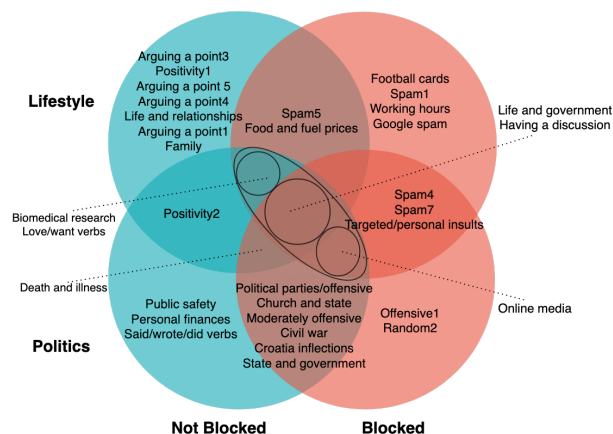 Arguing a point3
Positivity1
Arguing a point 5
Arguing a point4
Life and relationships
Arguing a point1
Family
Lifestyle
Spam5
Food and fuel prices
Football cards
Spam1
Working hours
Google spam
Life and government
Having a discussion
Biomedical research
Love/want verbs
Positivity2
Spam4
Spam7
Targeted/personal insults
Death and illness
Public safety
Personal finances
Said/wrote/did verbs
Political parties/offensive
Church and state
Moderately offensive
Civil war
Croatia inflections
State and government
Offensive1
Random2
Online media
Politics
Not Blocked
Blocked